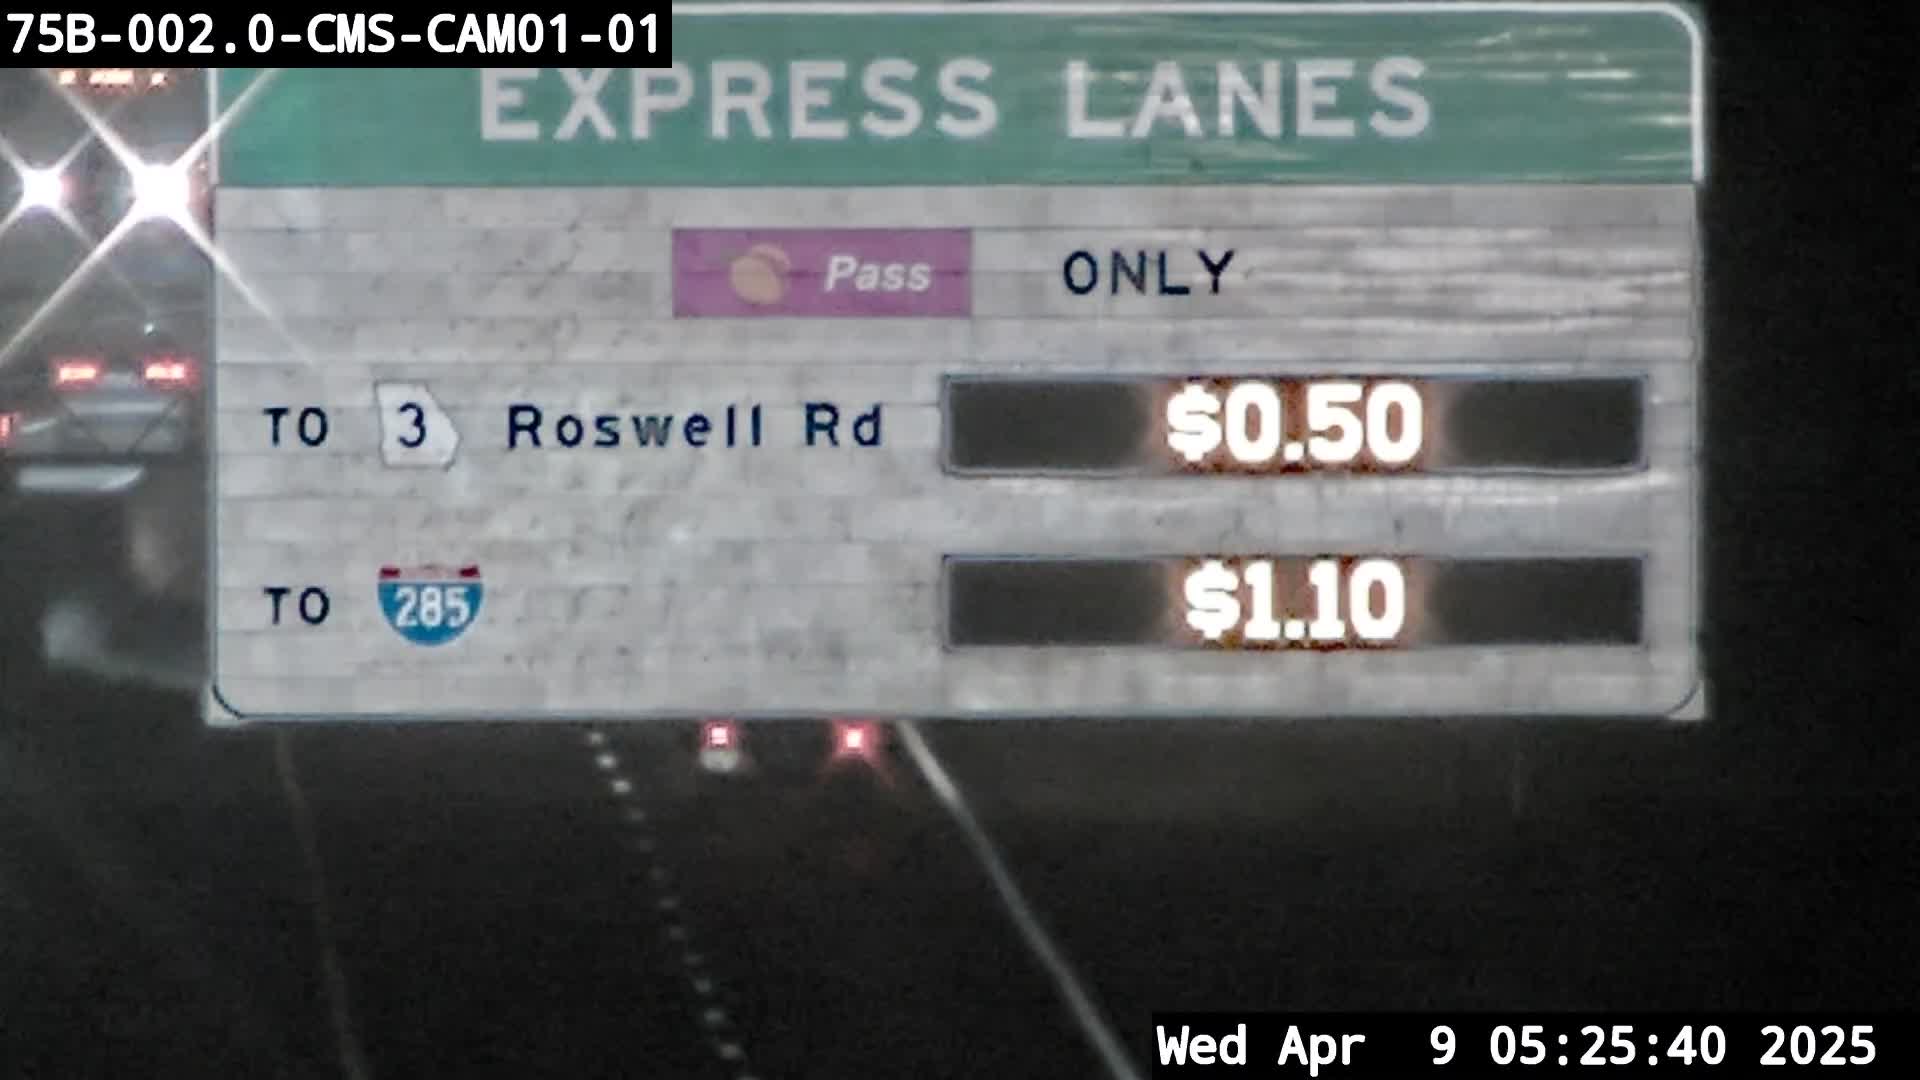 75B-002.0-CMS-CAM01-01
EXPRESS LANES
Pass ONLY
TO 3 Roswell Rd $0.50
TO 285 $1.10
Wed Apr 9 05:25:40 2025